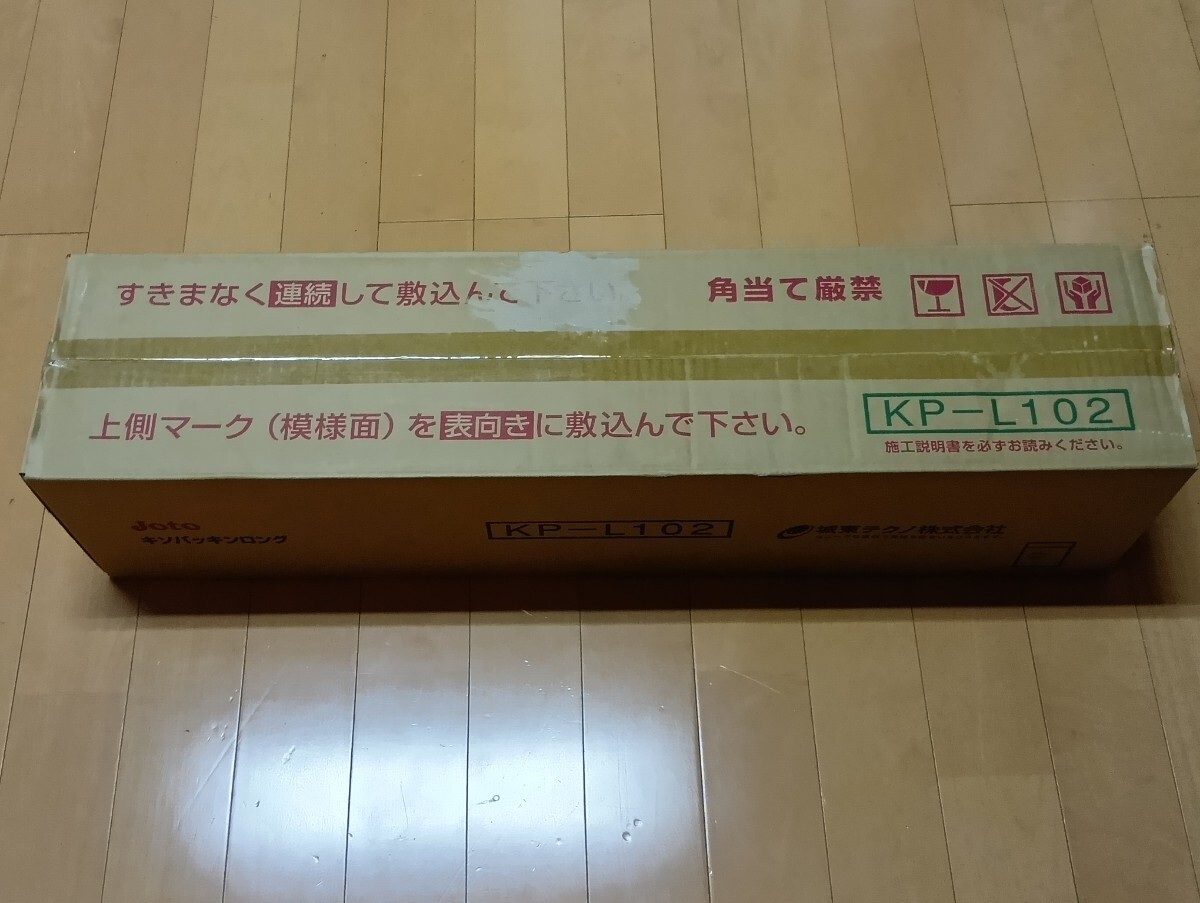 すきまなく連続して敷込んで下さい
角当て厳禁
上側マーク（模様面）を表向きに敷込んで下さい。
KP-L102
施工説明書を必ずお読みください。
Joto
キソパッキンロング
KP-L102
城東テクノ株式会社